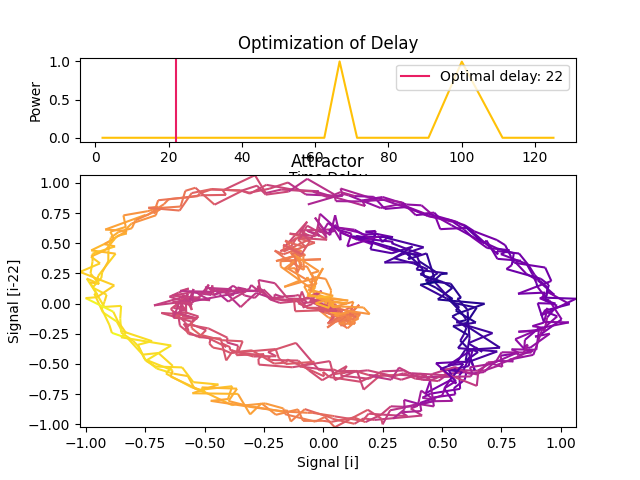 Optimization of Delay
1.0
0.5
0.0
Power
Optimal delay: 22
0 20 40 60 80 100 120
Attractor
1.00
0.75
0.50
0.25
0.00
−0.25
−0.50
−0.75
−1.00
Signal [i-22]
−1.00 −0.75 −0.50 −0.25 0.00 0.25 0.50 0.75 1.00
Signal [i]